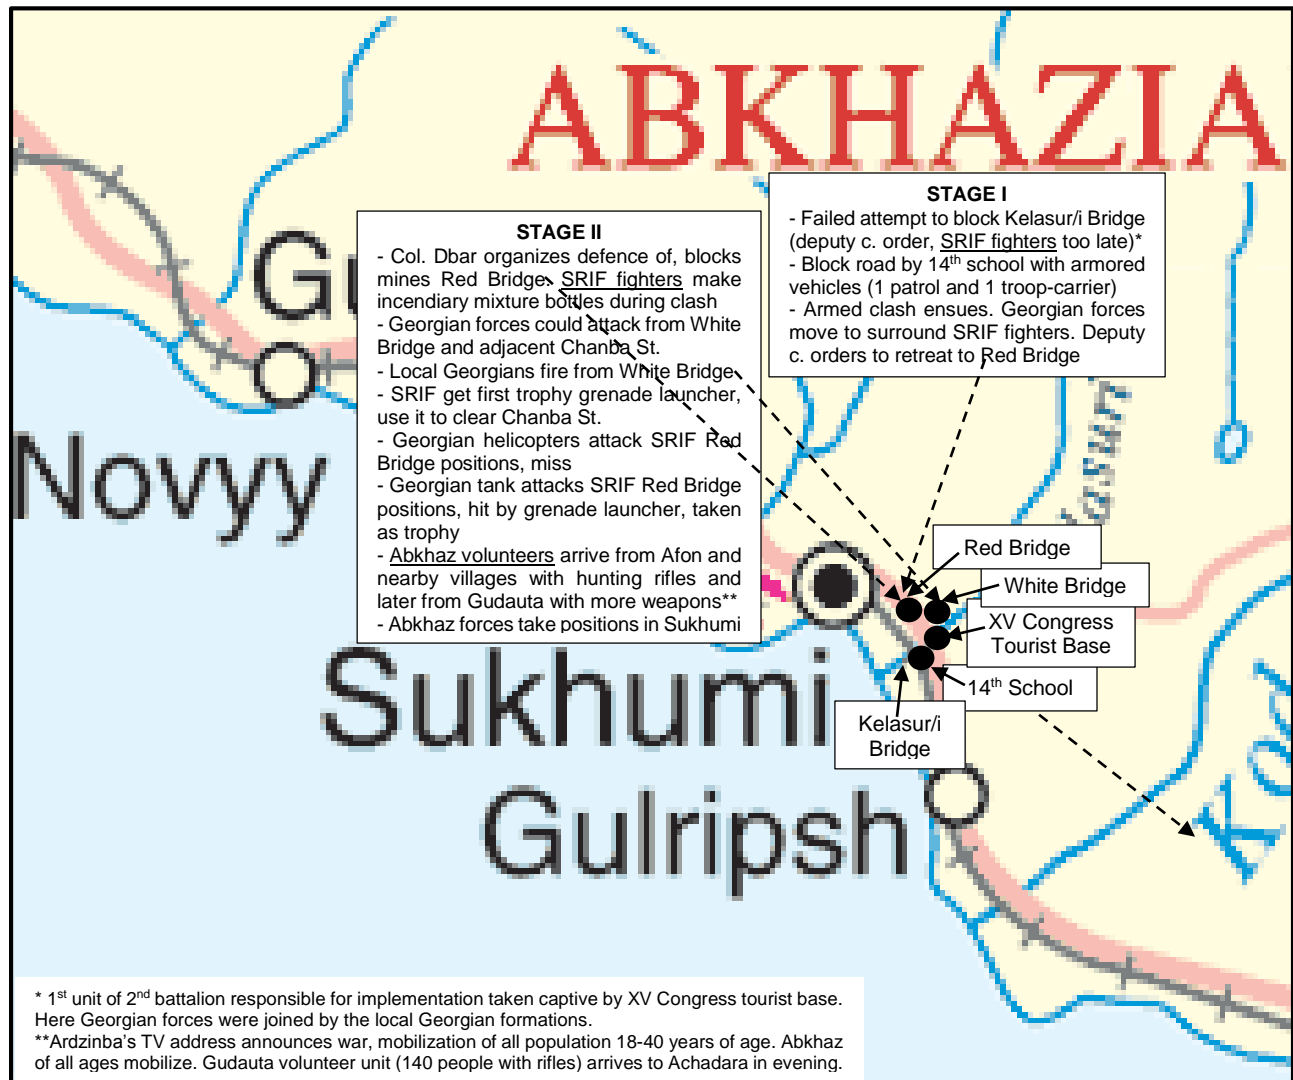 ABKHAZIA
STAGE I
- Failed attempt to block Kelasur/i Bridge
(deputy c. order, SRIF fighters too late)*
- Block road by 14th school with armored
vehicles (1 patrol and 1 troop-carrier)
- Armed clash ensues. Georgian forces
move to surround SRIF fighters. Deputy
c. orders to retreat to Red Bridge
STAGE II
- Col. Dbar organizes defence of, blocks
mines Red Bridge. SRIF fighters make
incendiary mixture bottles during clash
- Georgian forces could attack from White
Bridge and adjacent Chanba St.
- Local Georgians fire from White Bridge
- SRIF get first trophy grenade launcher,
use it to clear Chanba St.
- Georgian helicopters attack SRIF Red
Bridge positions, miss
- Georgian tank attacks SRIF Red Bridge
positions, hit by grenade launcher, taken
as trophy
- Abkhaz volunteers arrive from Afon and
nearby villages with hunting rifles and
later from Gudauta with more weapons**
- Abkhaz forces take positions in Sukhumi
Gu
Novyy
lasuri
Red Bridge
White Bridge
XV Congress
Tourist Base
14th School
Kelasur/i
Bridge
Sukhumi
Gulripsh
Kod
* 1st unit of 2nd battalion responsible for implementation taken captive by XV Congress tourist base.
Here Georgian forces were joined by the local Georgian formations.
**Ardzinba's TV address announces war, mobilization of all population 18-40 years of age. Abkhaz
of all ages mobilize. Gudauta volunteer unit (140 people with rifles) arrives to Achadara in evening.